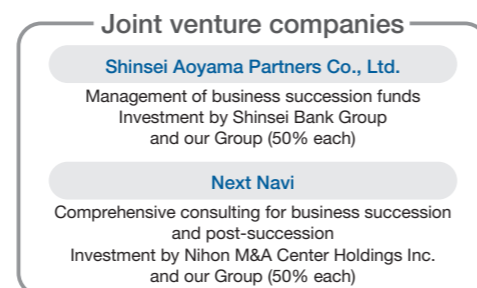 Joint venture companies
Shinsei Aoyama Partners Co., Ltd.
Management of business succession funds
Investment by Shinsei Bank Group
and our Group (50% each)
Next Navi
Comprehensive consulting for business succession
and post-succession
Investment by Nihon M&A Center Holdings Inc.
and our Group (50% each)